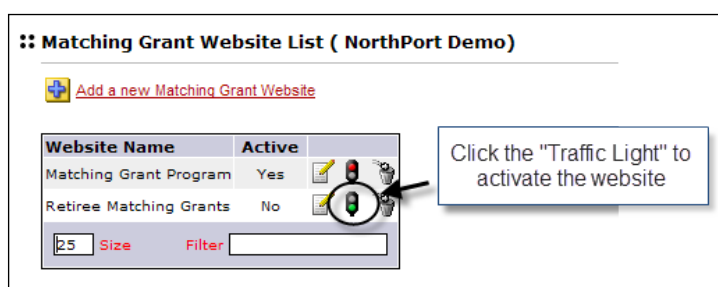 Matching Grant Website List ( NorthPort Demo)
Add a new Matching Grant Website
Website Name Active
Matching Grant Program Yes
Retiree Matching Grants No
25 Size Filter
Click the "Traffic Light" to
activate the website